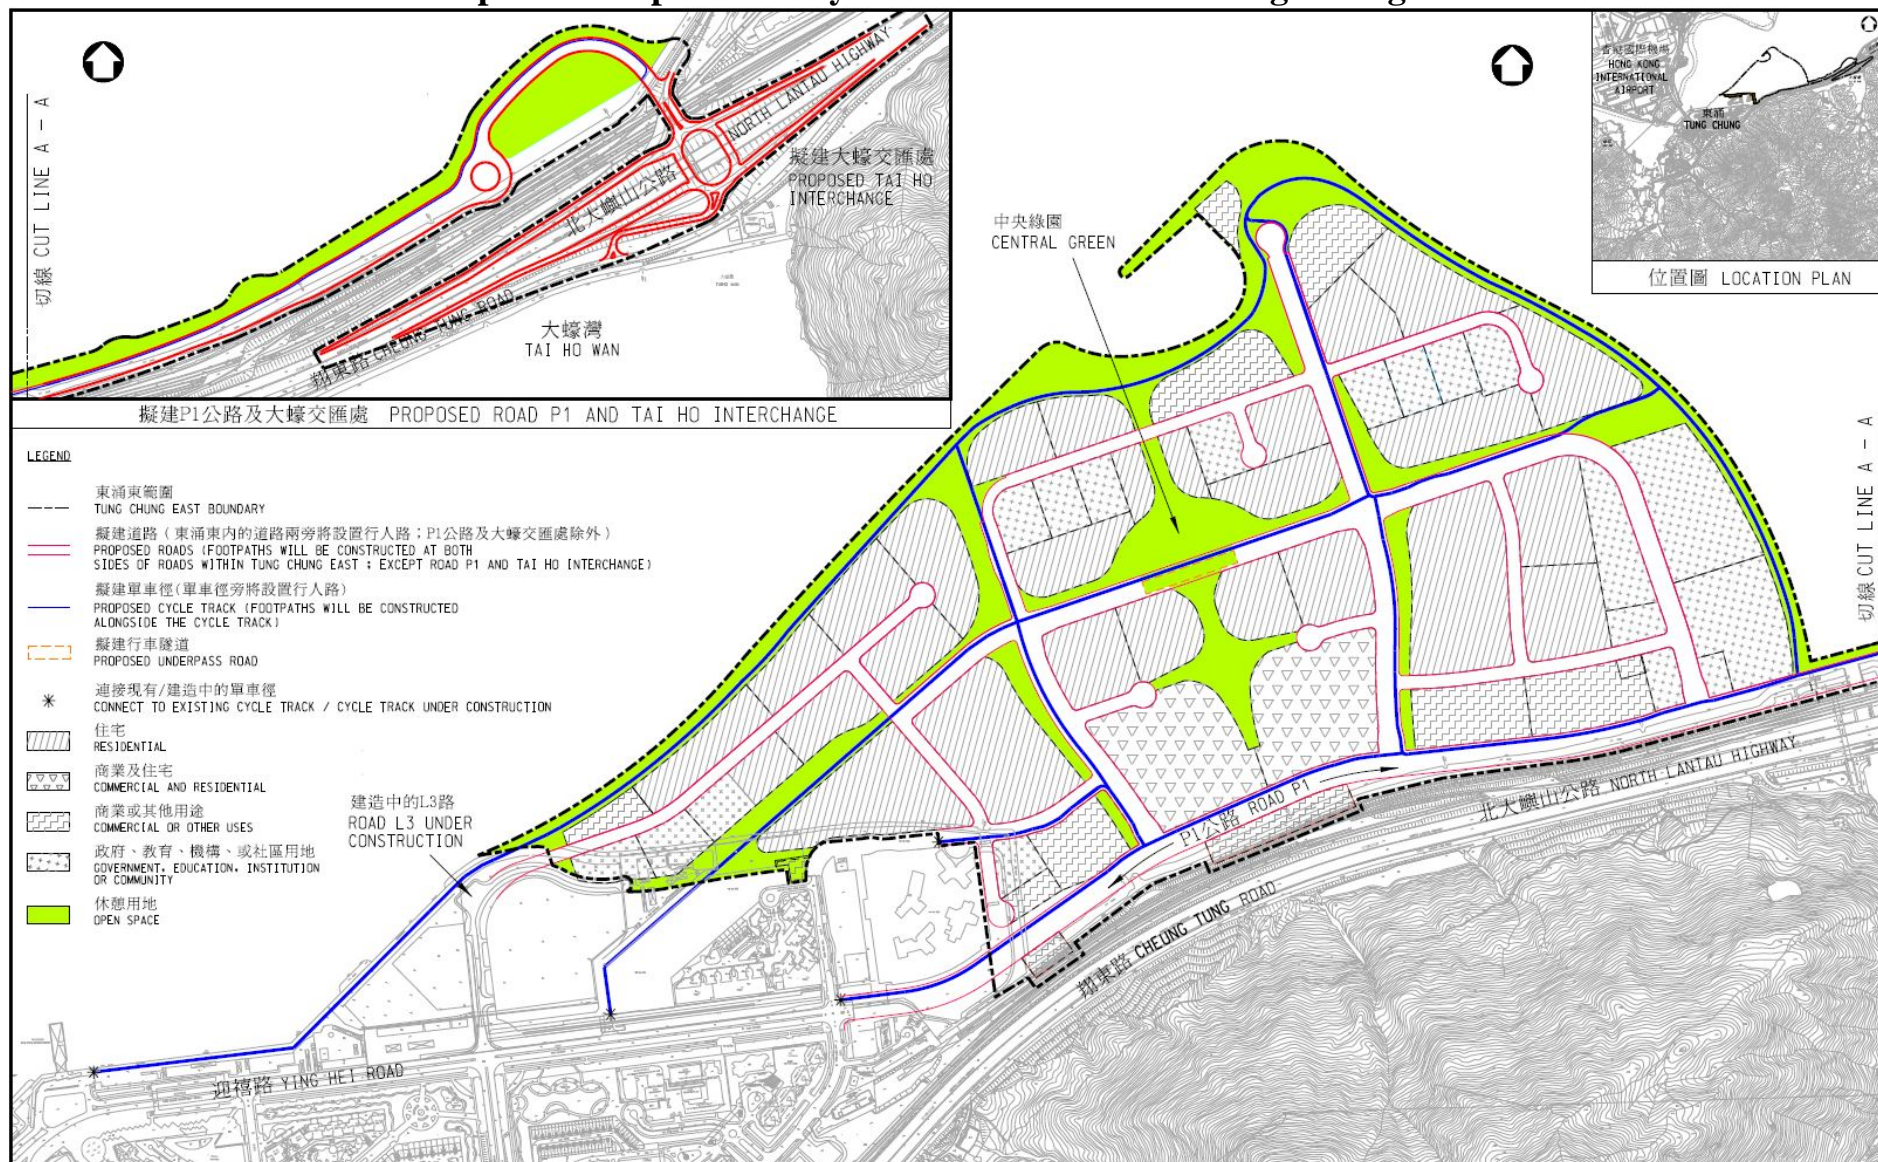 切線 CUT LINE A - A
北大嶼山公路 NORTH LANTAU HIGHWAY
擬建大蠔交匯處
PROPOSED TAI HO
INTERCHANGE
翔東路 CHEUNG TUNG ROAD
大蠔灣
TAI HO WAN
擬建P1公路及大蠔交匯處 PROPOSED ROAD P1 AND TAI HO INTERCHANGE
香港國際機場
HONG KONG
INTERNATIONAL
AIRPORT
東涌
TUNG CHUNG
位置圖 LOCATION PLAN
中央綠園
CENTRAL GREEN
切線 CUT LINE A - A
LEGEND
東涌東範圍
TUNG CHUNG EAST BOUNDARY
擬建道路 (東涌東內的道路兩旁將設置行人路;P1公路及大蠔交匯處除外)
PROPOSED ROADS (FOOTPATHS WILL BE CONSTRUCTED AT BOTH
SIDES OF ROADS WITHIN TUNG CHUNG EAST ; EXCEPT ROAD P1 AND TAI HO INTERCHANGE)
擬建單車徑(單車徑旁將設置行人路)
PROPOSED CYCLE TRACK (FOOTPATHS WILL BE CONSTRUCTED
ALONGSIDE THE CYCLE TRACK)
擬建行車隧道
PROPOSED UNDERPASS ROAD
連接現有/建造中的單車徑
CONNECT TO EXISTING CYCLE TRACK / CYCLE TRACK UNDER CONSTRUCTION
住宅
RESIDENTIAL
商業及住宅
COMMERCIAL AND RESIDENTIAL
商業或其他用途
COMMERCIAL OR OTHER USES
政府、教育、機構、或社區用地
GOVERNMENT, EDUCATION, INSTITUTION
OR COMMUNITY
休憩用地
OPEN SPACE
建造中的L3路
ROAD L3 UNDER
CONSTRUCTION
P1公路 ROAD P1
北大嶼山公路 NORTH LANTAU HIGHWAY
翔東路 CHEUNG TUNG ROAD
迎禧路 YING HEI ROAD